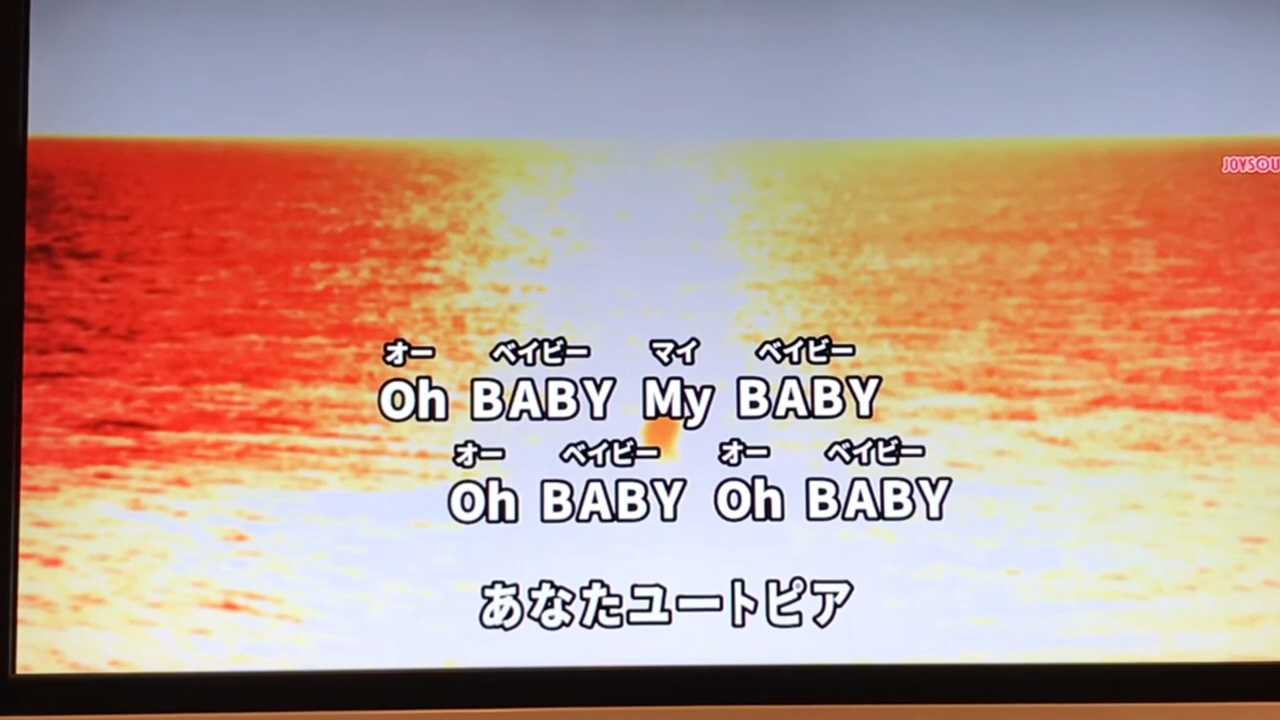 JOYSOU
オー ベイビー マイ ベイビー
Oh BABY My BABY
オー ベイビー オー ベイビー
Oh BABY Oh BABY
あなたユートピア